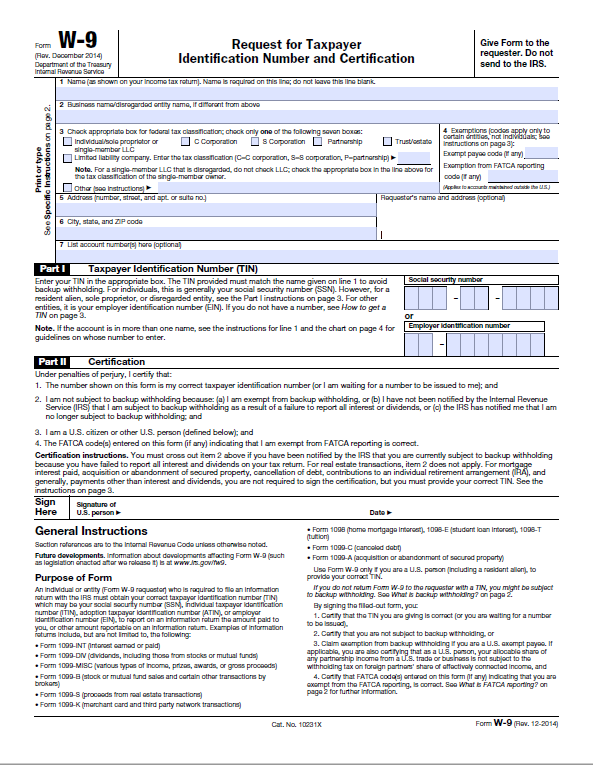 Form W-9
(Rev. December 2014)
Department of the Treasury
Internal Revenue Service
Request for Taxpayer
Identification Number and Certification
Give Form to the
requester. Do not
send to the IRS.
Print or type
See Specific Instructions on page 2.
1 Name (as shown on your income tax return). Name is required on this line; do not leave this line blank.
2 Business name/disregarded entity name, if different from above
3 Check appropriate box for federal tax classification; check only one of the following seven boxes:
Individual/sole proprietor or
single-member LLC
C Corporation
S Corporation
Partnership
Trust/estate
Limited liability company. Enter the tax classification (C=C corporation, S=S corporation, P=partnership) ▶
Note. For a single-member LLC that is disregarded, do not check LLC; check the appropriate box in the line above for
the tax classification of the single-member owner.
Other (see instructions) ▶
4 Exemptions (codes apply only to
certain entities, not individuals; see
instructions on page 3):
Exempt payee code (if any)
Exemption from FATCA reporting
code (if any)
(Applies to accounts maintained outside the U.S.)
5 Address (number, street, and apt. or suite no.)
Requester's name and address (optional)
6 City, state, and ZIP code
7 List account number(s) here (optional)
Part I Taxpayer Identification Number (TIN)
Enter your TIN in the appropriate box. The TIN provided must match the name given on line 1 to avoid
backup withholding. For individuals, this is generally your social security number (SSN). However, for a
resident alien, sole proprietor, or disregarded entity, see the Part I instructions on page 3. For other
entities, it is your employer identification number (EIN). If you do not have a number, see How to get a
TIN on page 3.
Note. If the account is in more than one name, see the instructions for line 1 and the chart on page 4 for
guidelines on whose number to enter.
Social security number
– –
or
Employer identification number
–
Part II Certification
Under penalties of perjury, I certify that:
1. The number shown on this form is my correct taxpayer identification number (or I am waiting for a number to be issued to me); and
2. I am not subject to backup withholding because: (a) I am exempt from backup withholding, or (b) I have not been notified by the Internal Revenue
Service (IRS) that I am subject to backup withholding as a result of a failure to report all interest or dividends, or (c) the IRS has notified me that I am
no longer subject to backup withholding; and
3. I am a U.S. citizen or other U.S. person (defined below); and
4. The FATCA code(s) entered on this form (if any) indicating that I am exempt from FATCA reporting is correct.
Certification instructions. You must cross out item 2 above if you have been notified by the IRS that you are currently subject to backup withholding
because you have failed to report all interest and dividends on your tax return. For real estate transactions, item 2 does not apply. For mortgage
interest paid, acquisition or abandonment of secured property, cancellation of debt, contributions to an individual retirement arrangement (IRA), and
generally, payments other than interest and dividends, you are not required to sign the certification, but you must provide your correct TIN. See the
instructions on page 3.
Sign
Here
Signature of
U.S. person ▶
Date ▶
General Instructions
Section references are to the Internal Revenue Code unless otherwise noted.
Future developments. Information about developments affecting Form W-9 (such
as legislation enacted after we release it) is at www.irs.gov/fw9.
Purpose of Form
An individual or entity (Form W-9 requester) who is required to file an information
return with the IRS must obtain your correct taxpayer identification number (TIN)
which may be your social security number (SSN), individual taxpayer identification
number (ITIN), adoption taxpayer identification number (ATIN), or employer
identification number (EIN), to report on an information return the amount paid to
you, or other amount reportable on an information return. Examples of information
returns include, but are not limited to, the following:
• Form 1099-INT (interest earned or paid)
• Form 1099-DIV (dividends, including those from stocks or mutual funds)
• Form 1099-MISC (various types of income, prizes, awards, or gross proceeds)
• Form 1099-B (stock or mutual fund sales and certain other transactions by
brokers)
• Form 1099-S (proceeds from real estate transactions)
• Form 1099-K (merchant card and third party network transactions)
• Form 1098 (home mortgage interest), 1098-E (student loan interest), 1098-T
(tuition)
• Form 1099-C (canceled debt)
• Form 1099-A (acquisition or abandonment of secured property)
Use Form W-9 only if you are a U.S. person (including a resident alien), to
provide your correct TIN.
If you do not return Form W-9 to the requester with a TIN, you might be subject
to backup withholding. See What is backup withholding? on page 2.
By signing the filled-out form, you:
1. Certify that the TIN you are giving is correct (or you are waiting for a number
to be issued),
2. Certify that you are not subject to backup withholding, or
3. Claim exemption from backup withholding if you are a U.S. exempt payee. If
applicable, you are also certifying that as a U.S. person, your allocable share of
any partnership income from a U.S. trade or business is not subject to the
withholding tax on foreign partners' share of effectively connected income, and
4. Certify that FATCA code(s) entered on this form (if any) indicating that you are
exempt from the FATCA reporting, is correct. See What is FATCA reporting? on
page 2 for further information.
Cat. No. 10231X
Form W-9 (Rev. 12-2014)